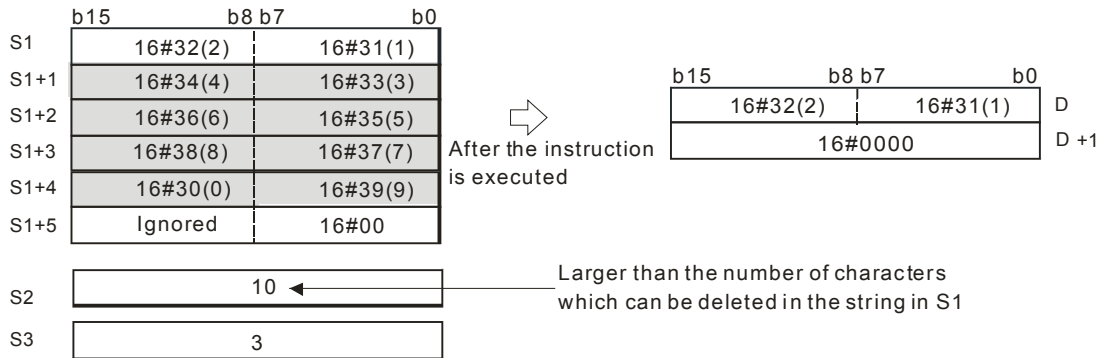 b15 b8 b7 b0
S1 16#32(2) 16#31(1)
S1+1 16#34(4) 16#33(3)
S1+2 16#36(6) 16#35(5)
S1+3 16#38(8) 16#37(7)
S1+4 16#30(0) 16#39(9)
S1+5 Ignored 16#00
After the instruction
is executed
b15 b8 b7 b0
16#32(2) 16#31(1) D
16#0000 D +1
S2 10
Larger than the number of characters
which can be deleted in the string in S1
S3 3